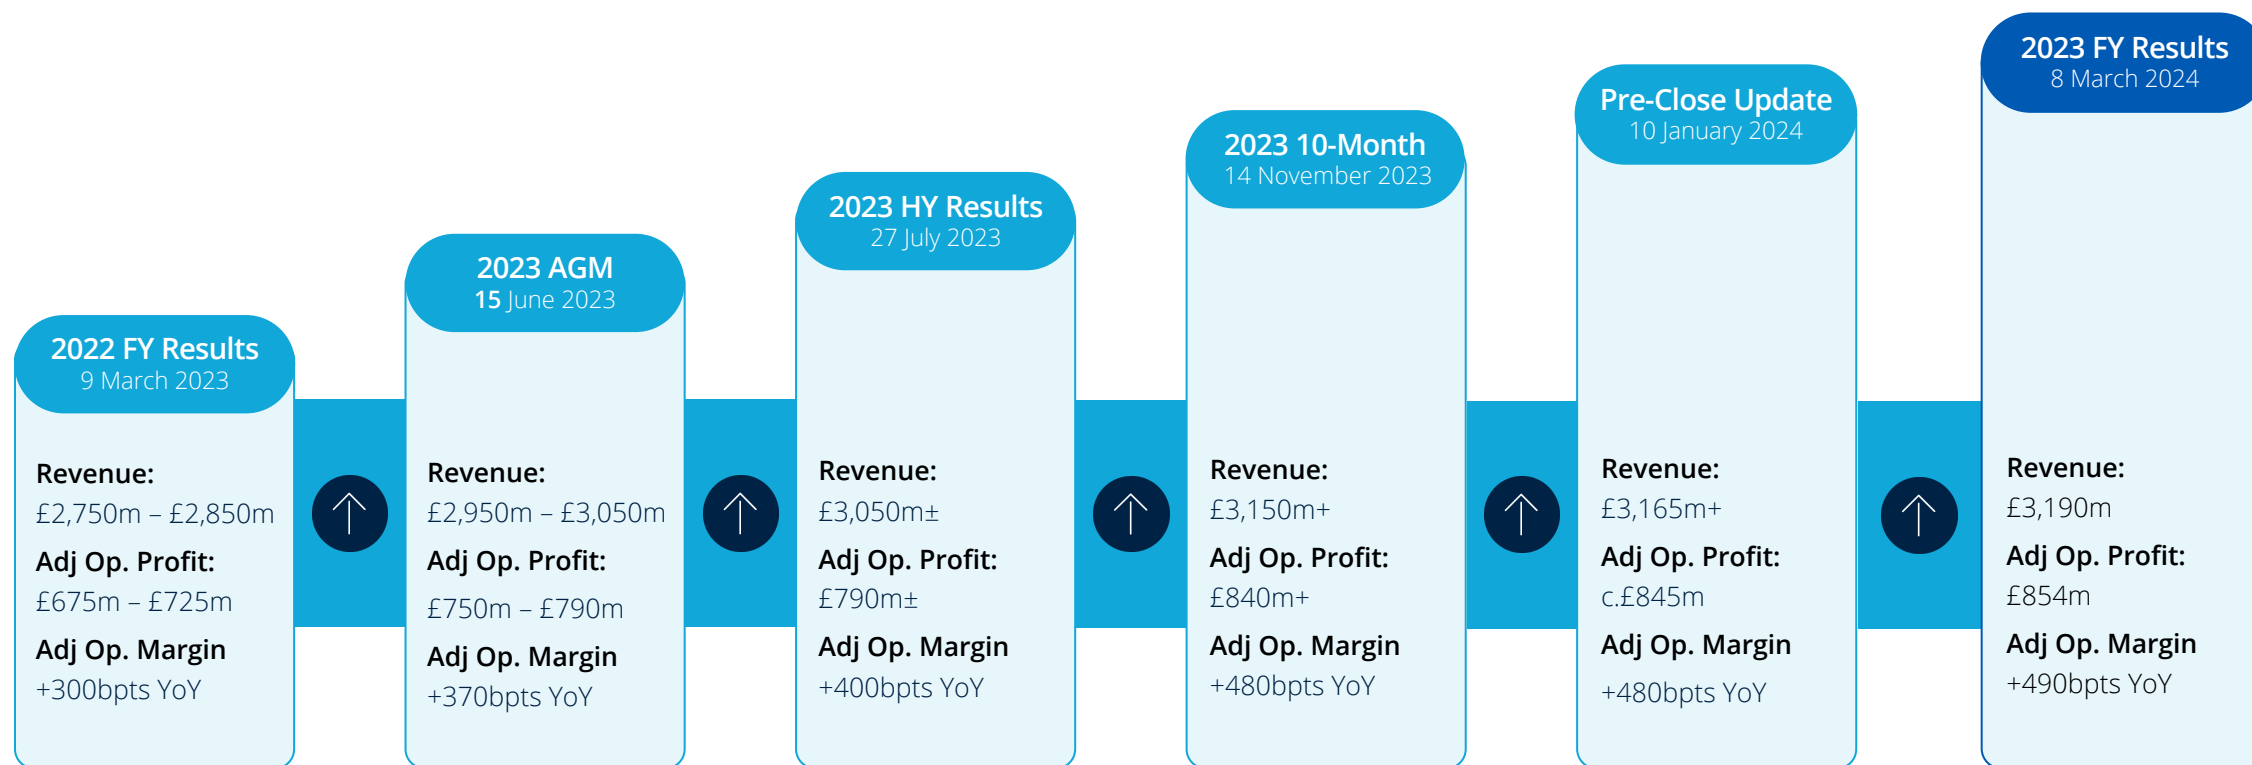 2022 FY Results
9 March 2023
Revenue:
£2,750m – £2,850m
Adj Op. Profit:
£675m – £725m
Adj Op. Margin
+300bpts YoY
2023 AGM
15 June 2023
Revenue:
£2,950m – £3,050m
Adj Op. Profit:
£750m – £790m
Adj Op. Margin
+370bpts YoY
2023 HY Results
27 July 2023
Revenue:
£3,050m±
Adj Op. Profit:
£790m±
Adj Op. Margin
+400bpts YoY
2023 10-Month
14 November 2023
Revenue:
£3,150m+
Adj Op. Profit:
£840m+
Adj Op. Margin
+480bpts YoY
Pre-Close Update
10 January 2024
Revenue:
£3,165m+
Adj Op. Profit:
c.£845m
Adj Op. Margin
+480bpts YoY
2023 FY Results
8 March 2024
Revenue:
£3,190m
Adj Op. Profit:
£854m
Adj Op. Margin
+490bpts YoY